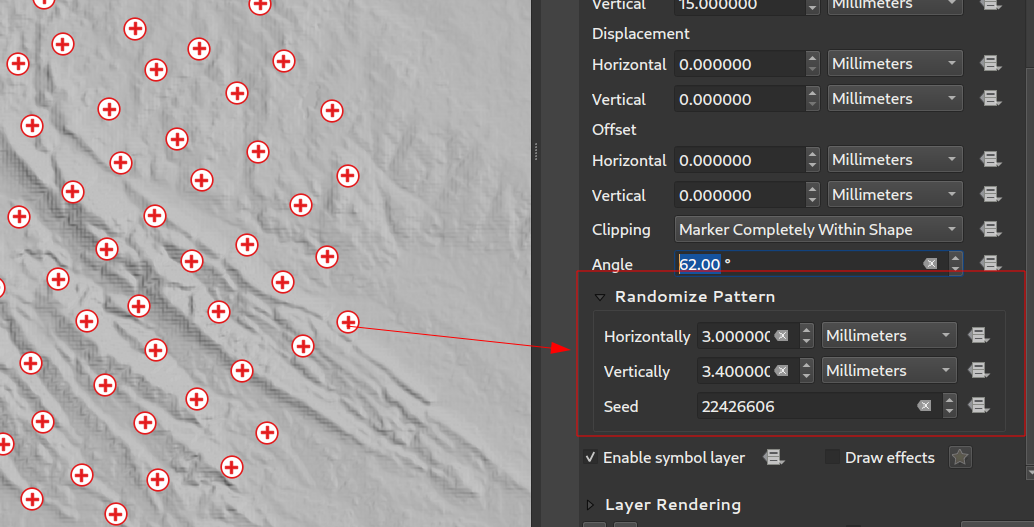 Vertical 15.000000 Millimeters
Displacement
Horizontal 0.000000 Millimeters
Vertical 0.000000 Millimeters
Offset
Horizontal 0.000000 Millimeters
Vertical 0.000000 Millimeters
Clipping Marker Completely Within Shape
Angle 62.00 °
Randomize Pattern
Horizontally 3.000000 Millimeters
Vertically 3.400000 Millimeters
Seed 22426606
Enable symbol layer Draw effects
Layer Rendering